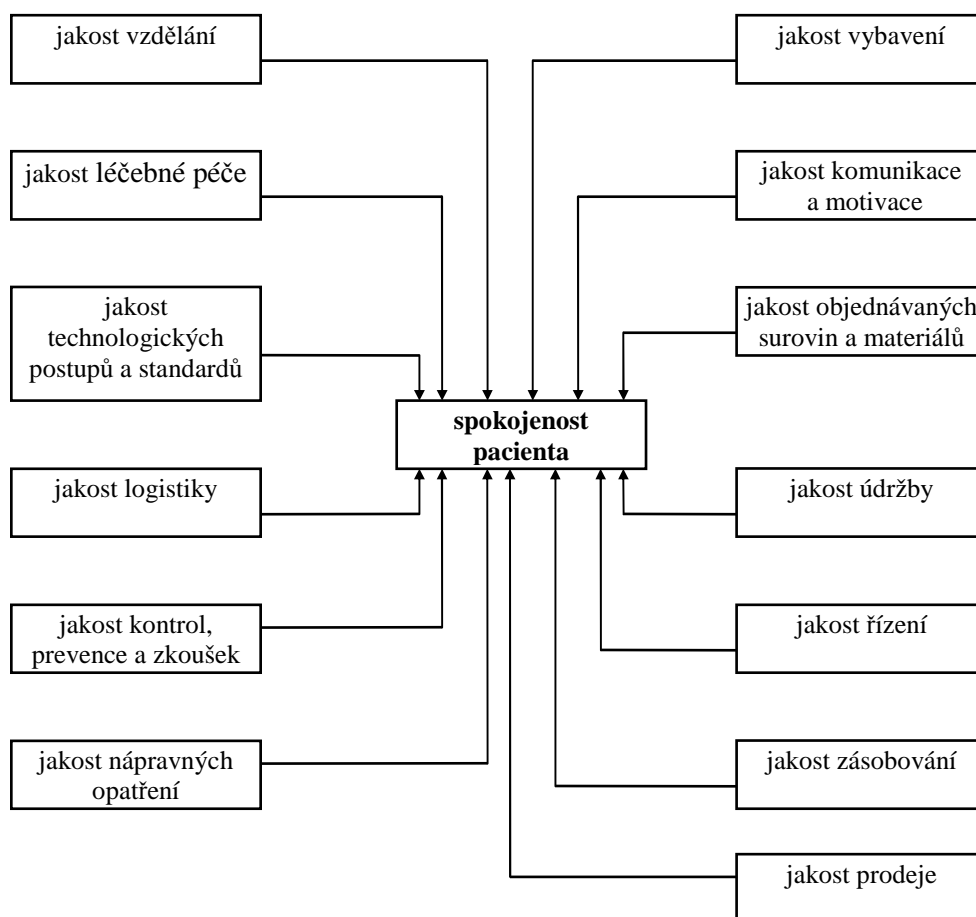 jakost vzdělání
jakost vybavení
jakost léčebné péče
jakost komunikace
a motivace
jakost
technologických
postupů a standardů
jakost objednávaných
surovin a materiálů
spokojenost
pacienta
jakost logistiky
jakost údržby
jakost kontrol,
prevence a zkoušek
jakost řízení
jakost nápravných
opatření
jakost zásobování
jakost prodeje